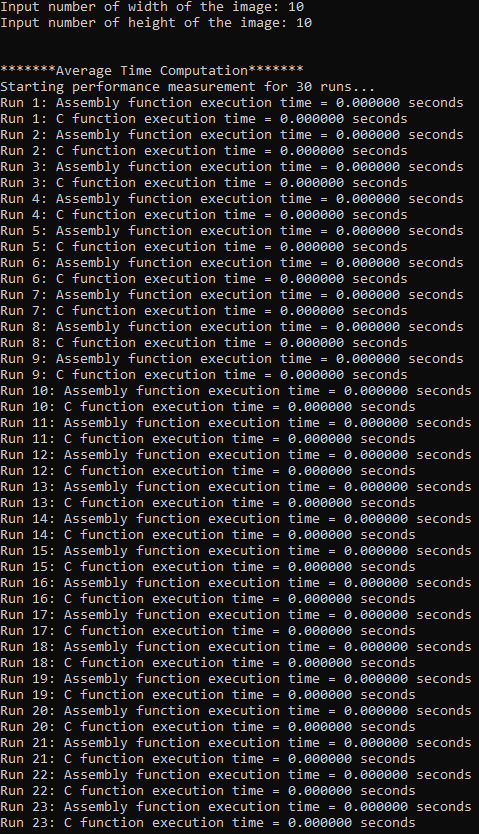 Input number of width of the image: 10
Input number of height of the image: 10
*******Average Time Computation*******
Starting performance measurement for 30 runs...
Run 1: Assembly function execution time = 0.000000 seconds
Run 1: C function execution time = 0.000000 seconds
Run 2: Assembly function execution time = 0.000000 seconds
Run 2: C function execution time = 0.000000 seconds
Run 3: Assembly function execution time = 0.000000 seconds
Run 3: C function execution time = 0.000000 seconds
Run 4: Assembly function execution time = 0.000000 seconds
Run 4: C function execution time = 0.000000 seconds
Run 5: Assembly function execution time = 0.000000 seconds
Run 5: C function execution time = 0.000000 seconds
Run 6: Assembly function execution time = 0.000000 seconds
Run 6: C function execution time = 0.000000 seconds
Run 7: Assembly function execution time = 0.000000 seconds
Run 7: C function execution time = 0.000000 seconds
Run 8: Assembly function execution time = 0.000000 seconds
Run 8: C function execution time = 0.000000 seconds
Run 9: Assembly function execution time = 0.000000 seconds
Run 9: C function execution time = 0.000000 seconds
Run 10: Assembly function execution time = 0.000000 seconds
Run 10: C function execution time = 0.000000 seconds
Run 11: Assembly function execution time = 0.000000 seconds
Run 11: C function execution time = 0.000000 seconds
Run 12: Assembly function execution time = 0.000000 seconds
Run 12: C function execution time = 0.000000 seconds
Run 13: Assembly function execution time = 0.000000 seconds
Run 13: C function execution time = 0.000000 seconds
Run 14: Assembly function execution time = 0.000000 seconds
Run 14: C function execution time = 0.000000 seconds
Run 15: Assembly function execution time = 0.000000 seconds
Run 15: C function execution time = 0.000000 seconds
Run 16: Assembly function execution time = 0.000000 seconds
Run 16: C function execution time = 0.000000 seconds
Run 17: Assembly function execution time = 0.000000 seconds
Run 17: C function execution time = 0.000000 seconds
Run 18: Assembly function execution time = 0.000000 seconds
Run 18: C function execution time = 0.000000 seconds
Run 19: Assembly function execution time = 0.000000 seconds
Run 19: C function execution time = 0.000000 seconds
Run 20: Assembly function execution time = 0.000000 seconds
Run 20: C function execution time = 0.000000 seconds
Run 21: Assembly function execution time = 0.000000 seconds
Run 21: C function execution time = 0.000000 seconds
Run 22: Assembly function execution time = 0.000000 seconds
Run 22: C function execution time = 0.000000 seconds
Run 23: Assembly function execution time = 0.000000 seconds
Run 23: C function execution time = 0.000000 seconds